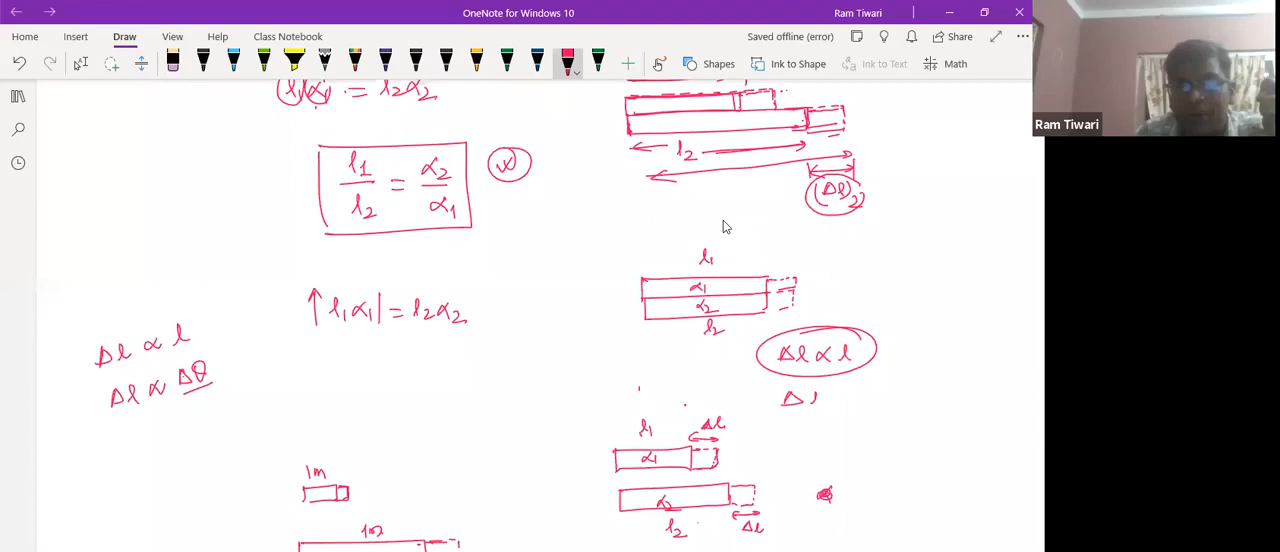 OneNote for Windows 10
Ram Tiwari
Home Insert Draw View Help Class Notebook
Saved offline (error) Share
Shapes Ink to Shape Ink to Text Math
Ram Tiwari
l₁α₁ = l₂α₂
l₂
l₁/l₂ = α₂/α₁
(Δl)₂
l₁
α₁
α₂
l₂
↑ l₁α₁ = l₂α₂
Δl ∝ l
Δl ∝ Δθ
Δl ∝ l
Δl
l₁ Δl
α₁
1m
α₂
l₂ Δl